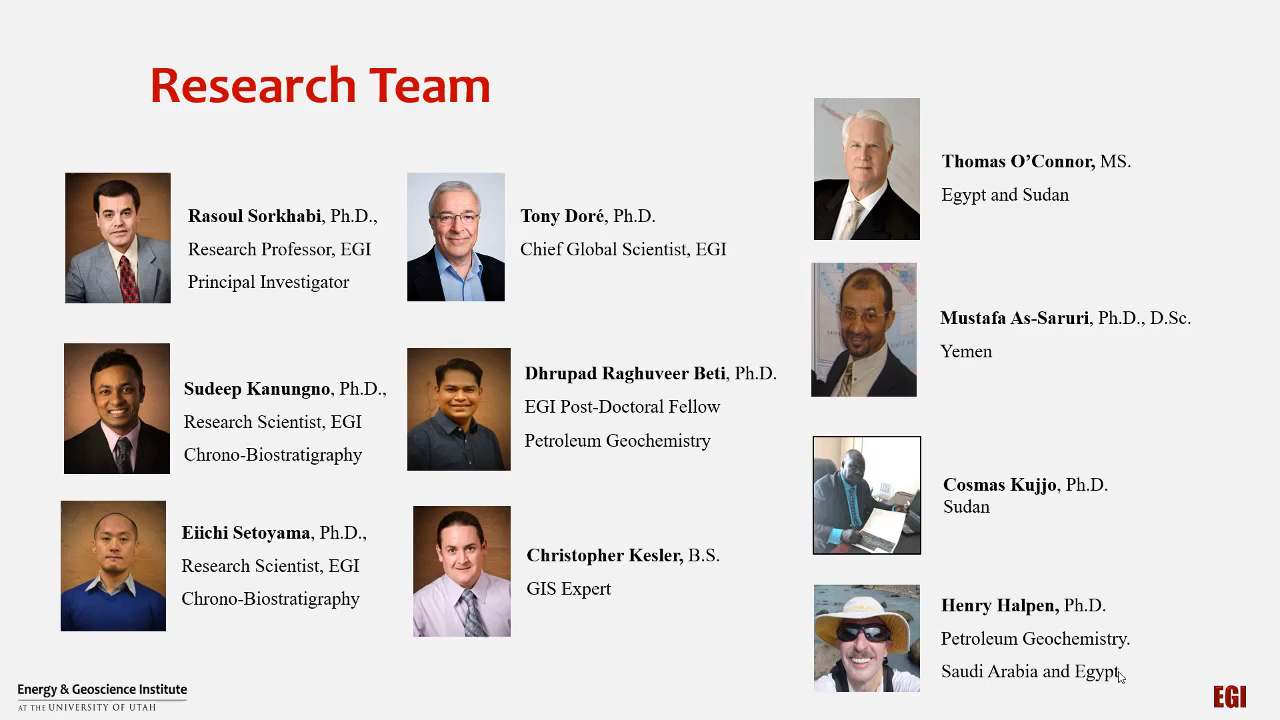 Research Team
Rasoul Sorkhabi, Ph.D.,
Research Professor, EGI
Principal Investigator
Sudeep Kanungno, Ph.D.,
Research Scientist, EGI
Chrono-Biostratigraphy
Eiichi Setoyama, Ph.D.,
Research Scientist, EGI
Chrono-Biostratigraphy
Tony Doré, Ph.D.
Chief Global Scientist, EGI
Dhrupad Raghuveer Beti, Ph.D.
EGI Post-Doctoral Fellow
Petroleum Geochemistry
Christopher Kesler, B.S.
GIS Expert
Thomas O’Connor, MS.
Egypt and Sudan
Mustafa As-Saruri, Ph.D., D.Sc.
Yemen
Cosmas Kujjo, Ph.D.
Sudan
Henry Halpen, Ph.D.
Petroleum Geochemistry.
Saudi Arabia and Egypt
Energy & Geoscience Institute
AT THE UNIVERSITY OF UTAH
EGI